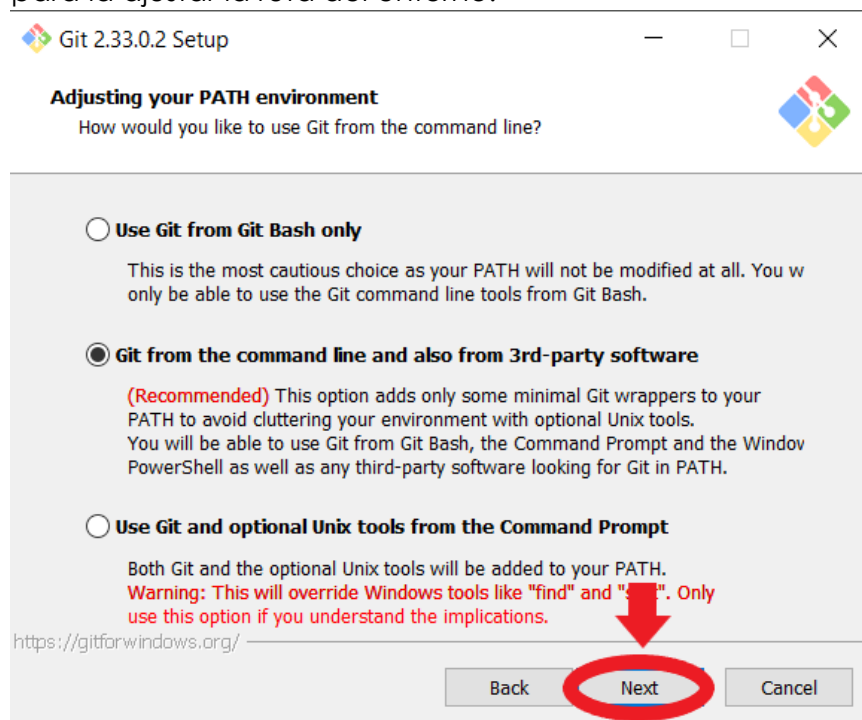 Git 2.33.0.2 Setup
Adjusting your PATH environment
How would you like to use Git from the command line?
Use Git from Git Bash only
This is the most cautious choice as your PATH will not be modified at all. You w
only be able to use the Git command line tools from Git Bash.
Git from the command line and also from 3rd-party software
(Recommended) This option adds only some minimal Git wrappers to your
PATH to avoid cluttering your environment with optional Unix tools.
You will be able to use Git from Git Bash, the Command Prompt and the Window
PowerShell as well as any third-party software looking for Git in PATH.
Use Git and optional Unix tools from the Command Prompt
Both Git and the optional Unix tools will be added to your PATH.
Warning: This will override Windows tools like "find" and Only
use this option if you understand the implications.
https://gitforwindows.org/
Back Next Cancel